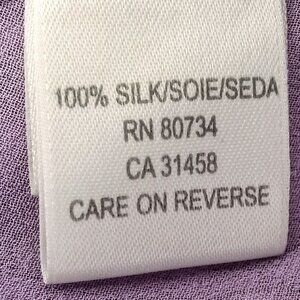 100% SILK/SOIE/SEDA
RN 80734
CA 31458
CARE ON REVERSE